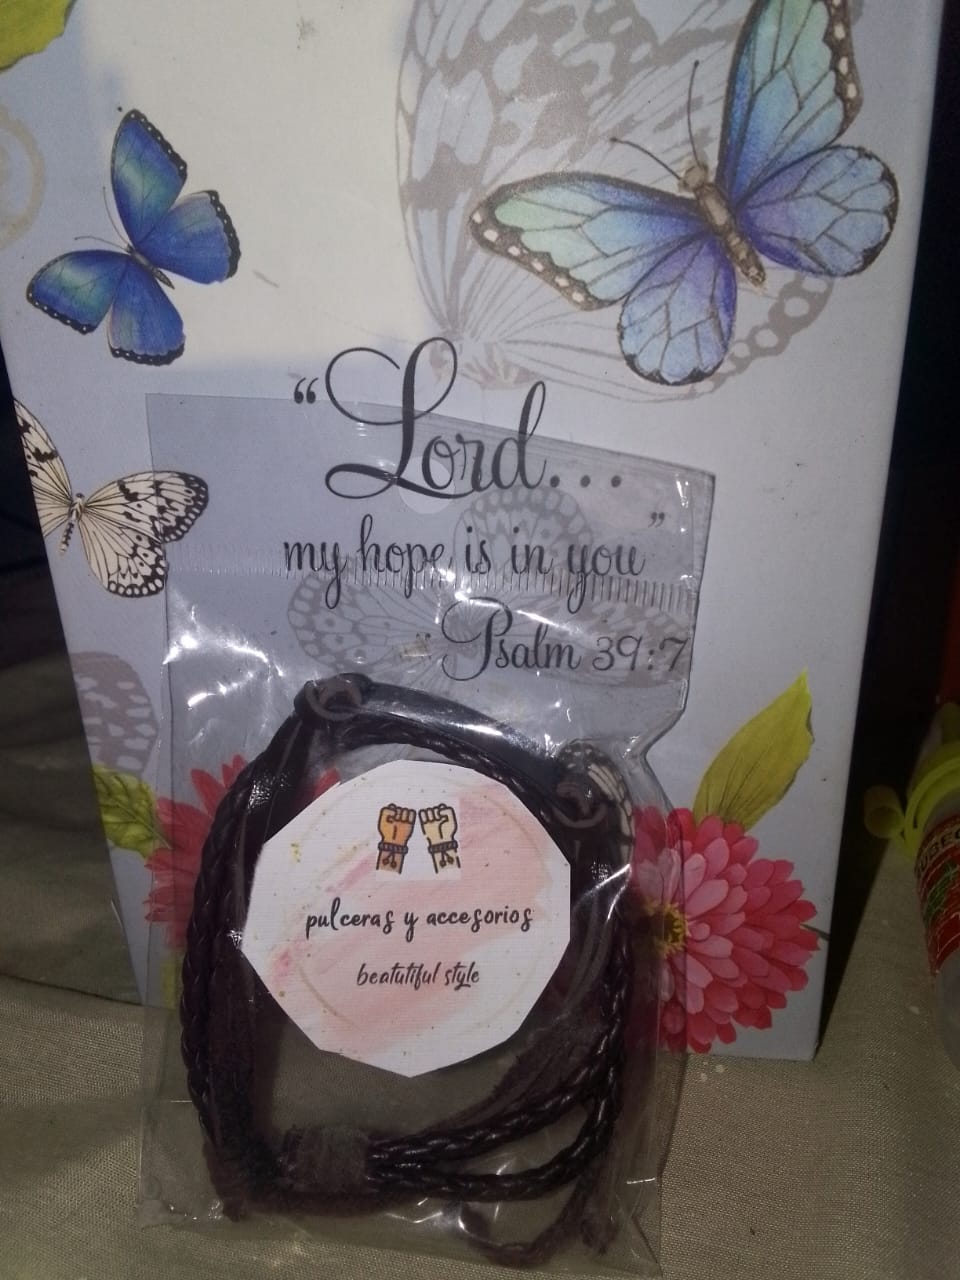 “Lord...
my hope is in you”
Psalm 39:7
pulceras y accesorios
beatutiful style